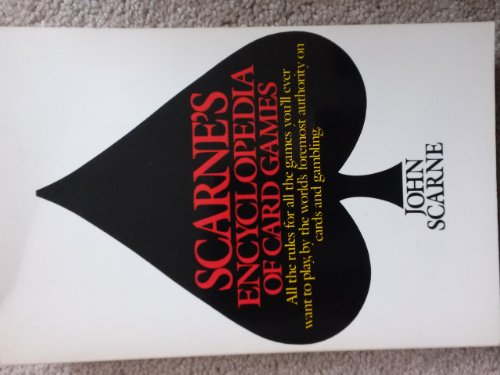 SCARNE'S
ENCYCLOPEDIA
OF CARD GAMES
All the rules for all the games you'll ever
want to play, by the world's foremost authority on
cards and gambling.
JOHN
SCARNE